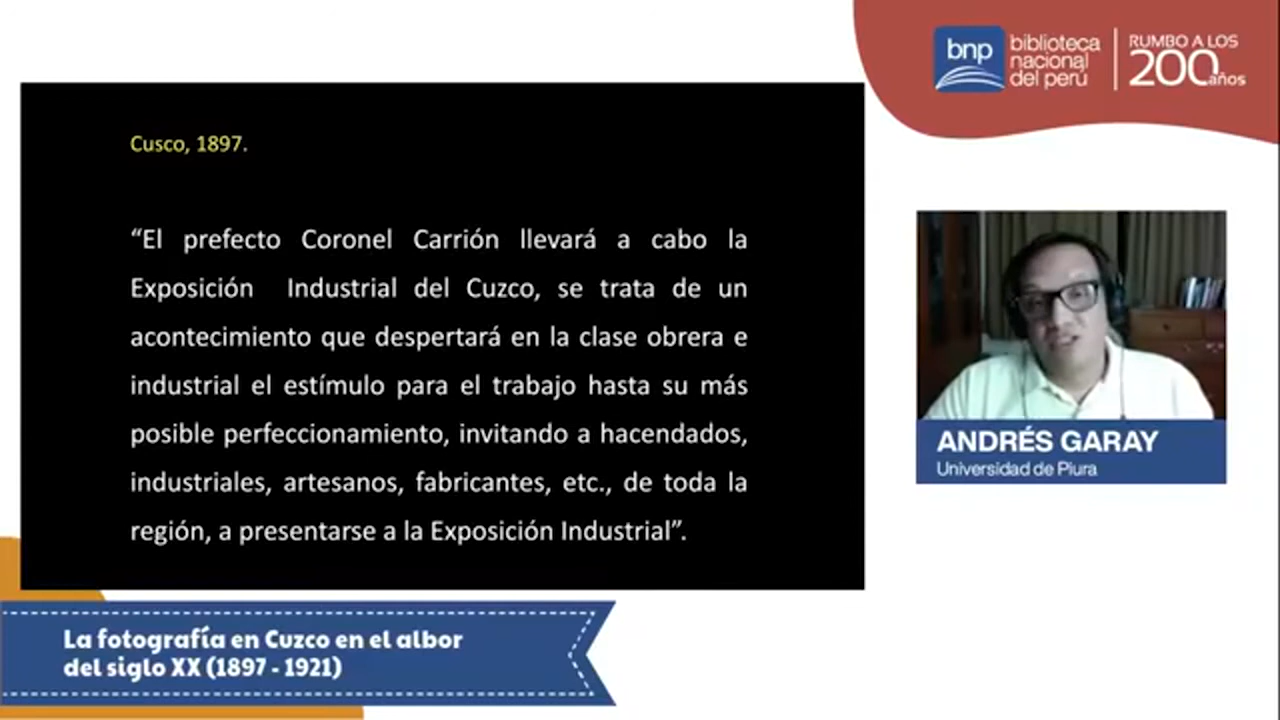 Cusco, 1897.
“El prefecto Coronel Carrión llevará a cabo la
Exposición Industrial del Cuzco, se trata de un
acontecimiento que despertará en la clase obrera e
industrial el estímulo para el trabajo hasta su más
posible perfeccionamiento, invitando a hacendados,
industriales, artesanos, fabricantes, etc., de toda la
región, a presentarse a la Exposición Industrial”.
bnp
biblioteca
nacional
del perú
RUMBO A LOS
200 años
ANDRÉS GARAY
Universidad de Piura
La fotografía en Cuzco en el albor
del siglo XX (1897 - 1921)